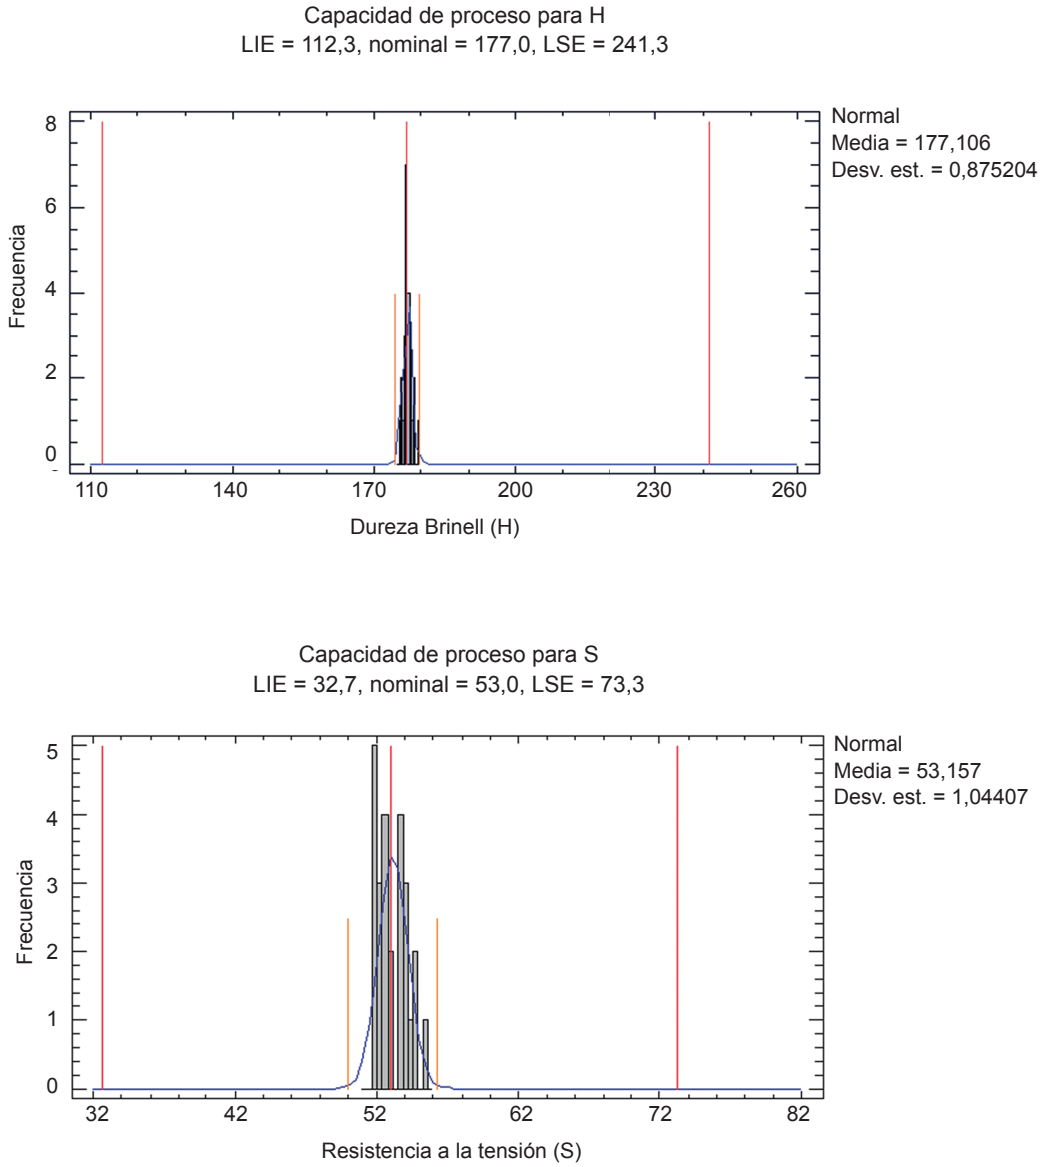 Capacidad de proceso para H
LIE = 112,3, nominal = 177,0, LSE = 241,3
Normal
Media = 177,106
Desv. est. = 0,875204
Frecuencia
8
6
4
2
0
110 140 170 200 230 260
Dureza Brinell (H)
Capacidad de proceso para S
LIE = 32,7, nominal = 53,0, LSE = 73,3
Normal
Media = 53,157
Desv. est. = 1,04407
Frecuencia
5
4
3
2
1
0
32 42 52 62 72 82
Resistencia a la tensión (S)